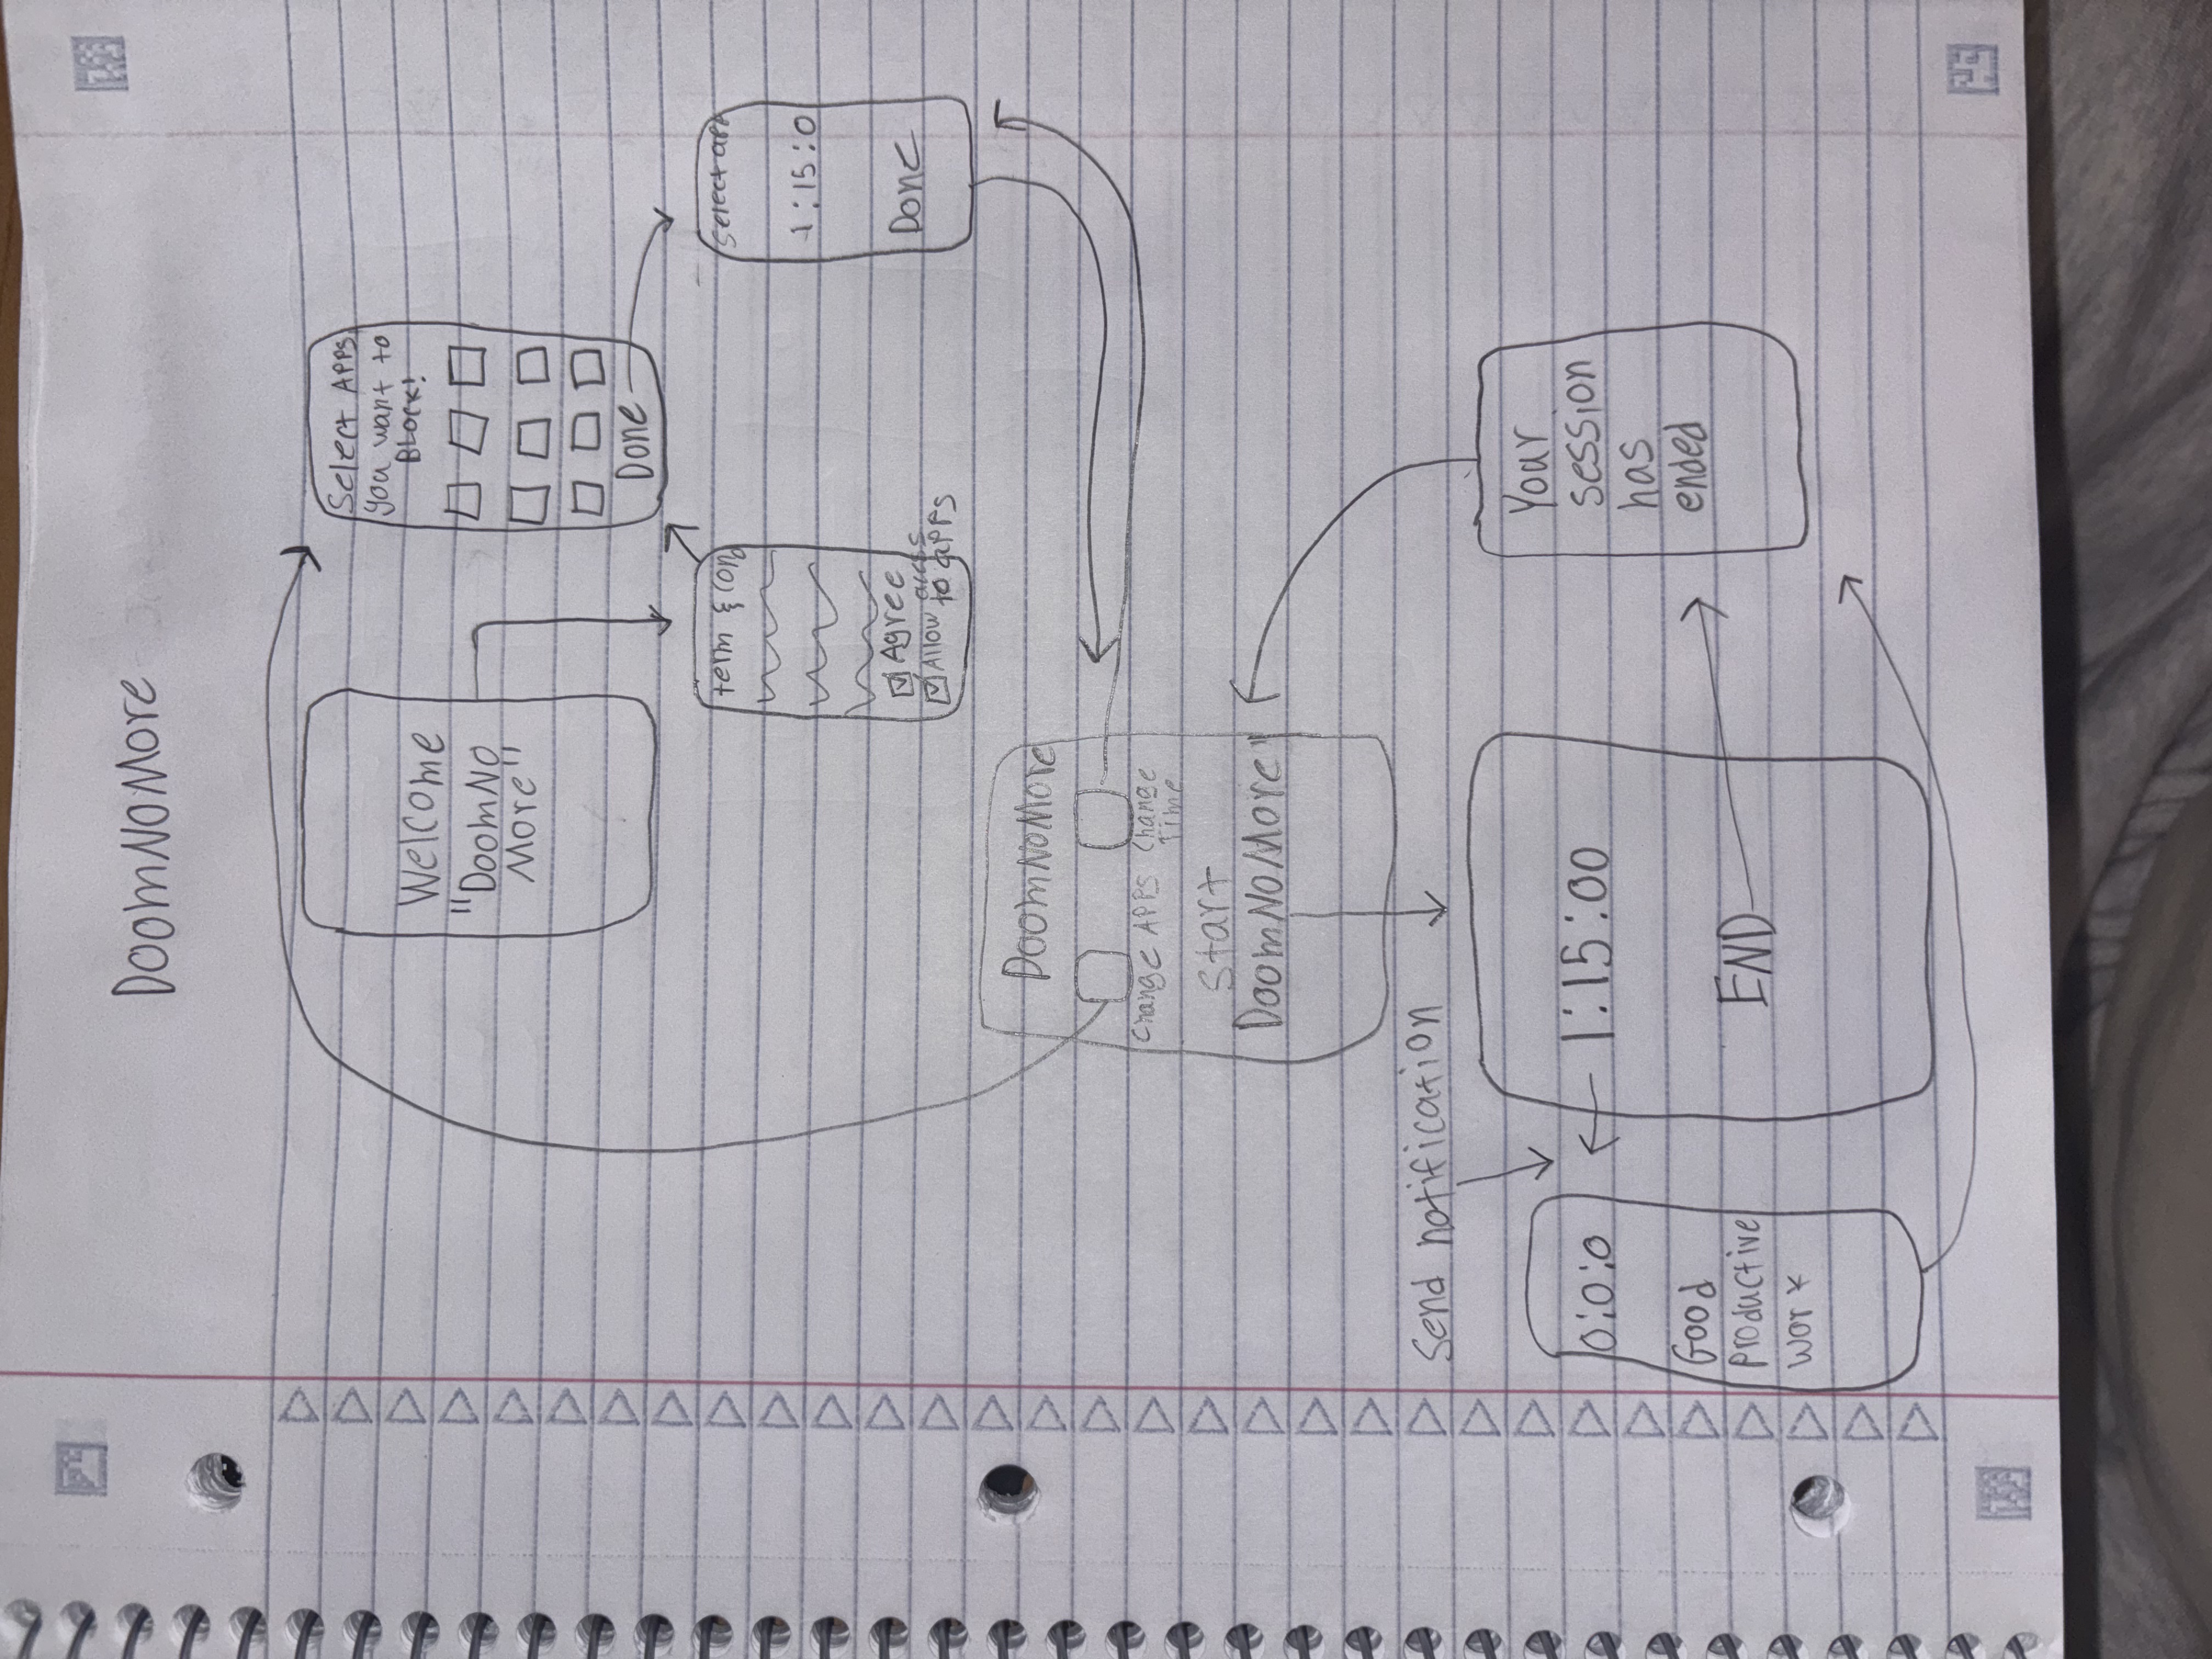 DoomNoMore
Welcome
"DoomNo
More"
Select APPS
you want to
Block!
Done
term & Cond
Agree
Allow access
to apps
Select app
1:15:0
Done
DoomNoMore
Change APPS
Change
Time
Start
DoomNoMore
Send notification
0:0:0
Good
Productive
work
1:15:00
END
Your
session
has
ended